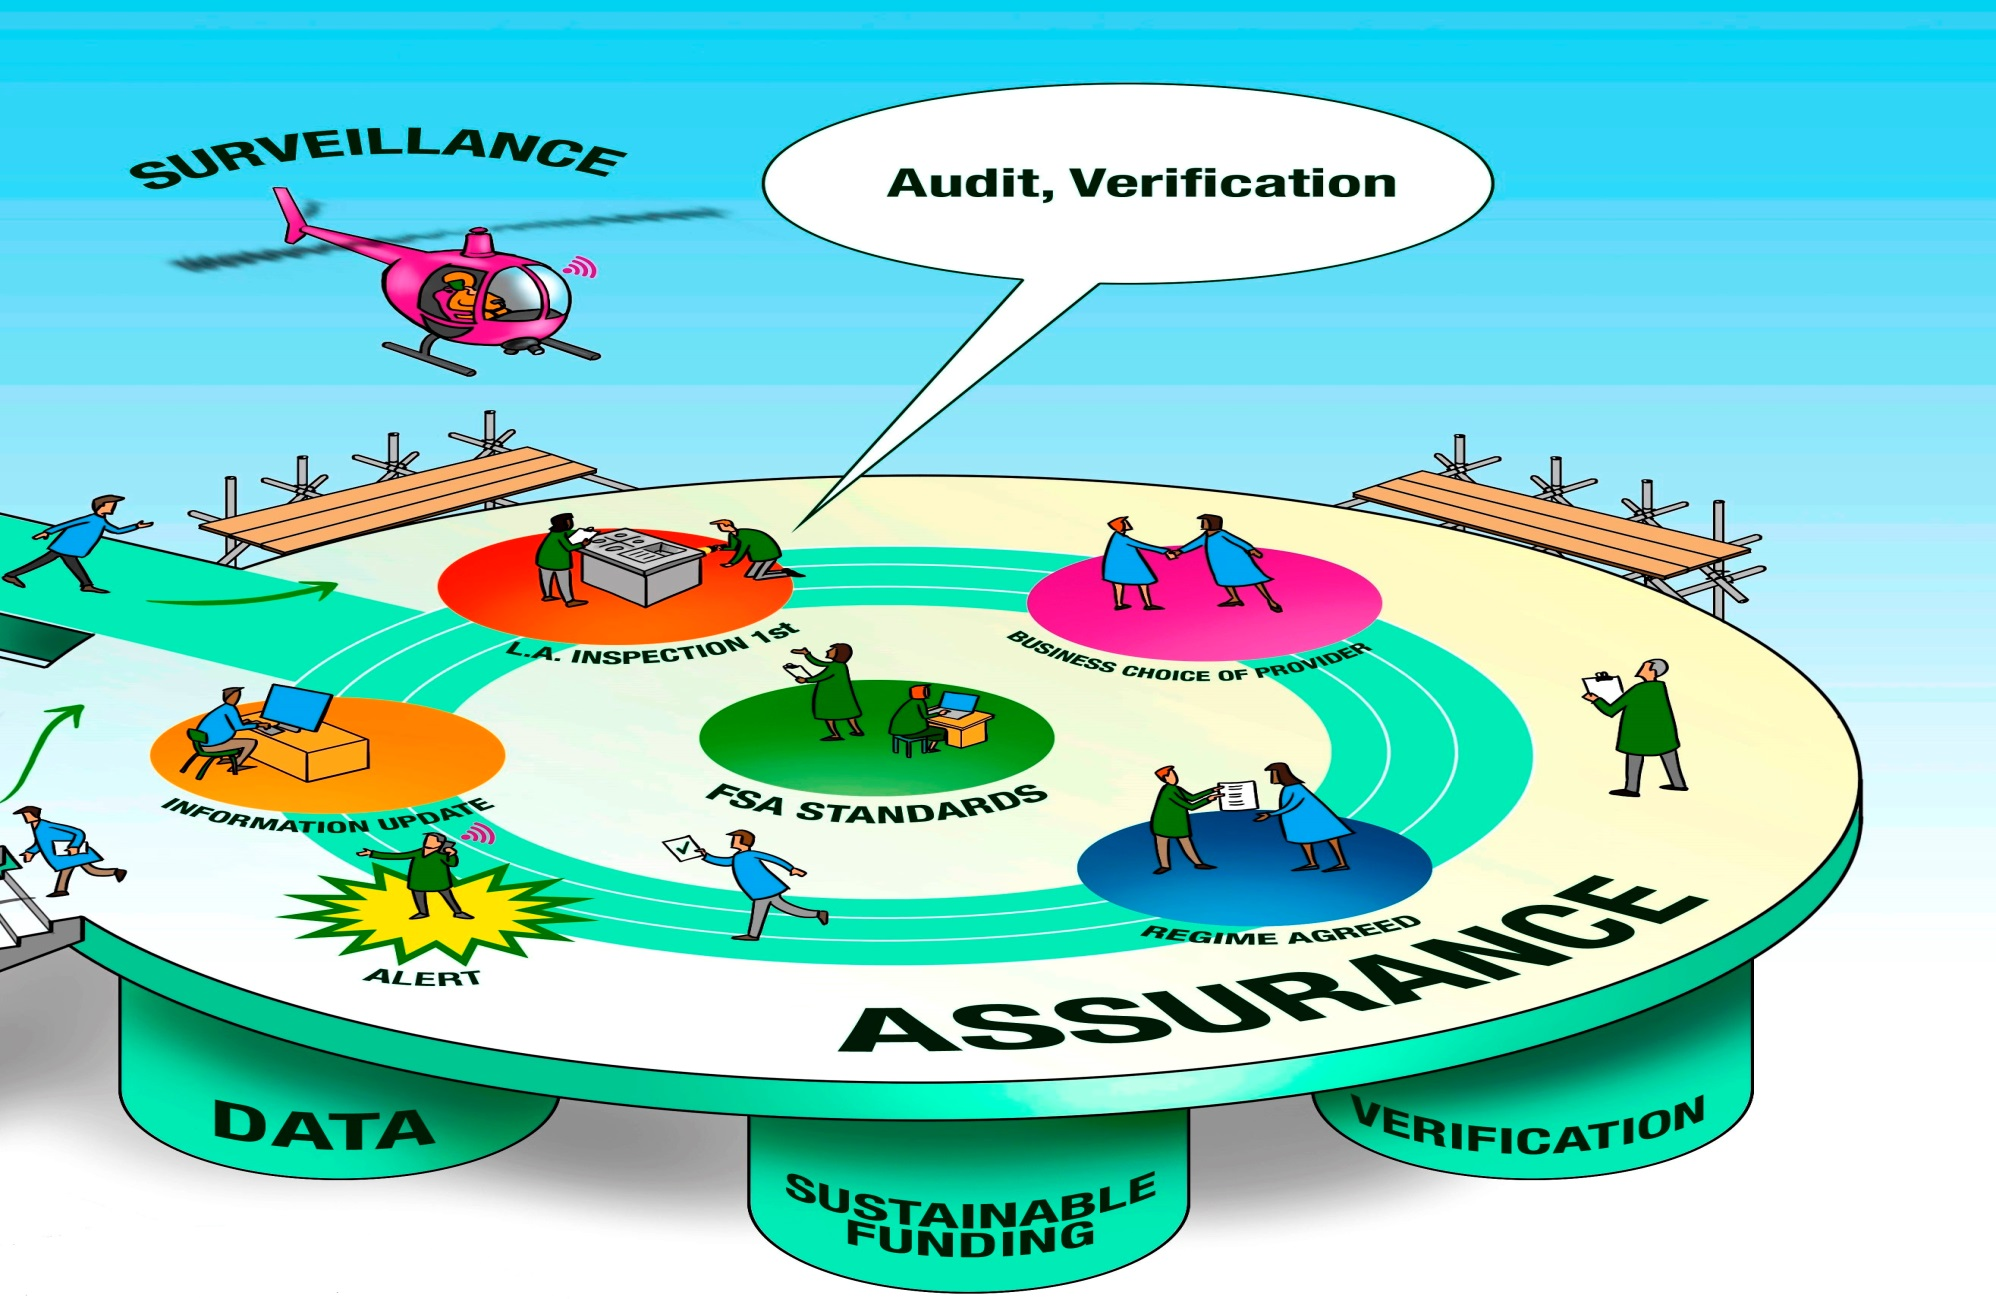 SURVEILLANCE
Audit, Verification
L.A. INSPECTION 1st
BUSINESS CHOICE OF PROVIDER
INFORMATION UPDATE
FSA STANDARDS
ALERT
REGIME AGREED
ASSURANCE
DATA
SUSTAINABLE
FUNDING
VERIFICATION